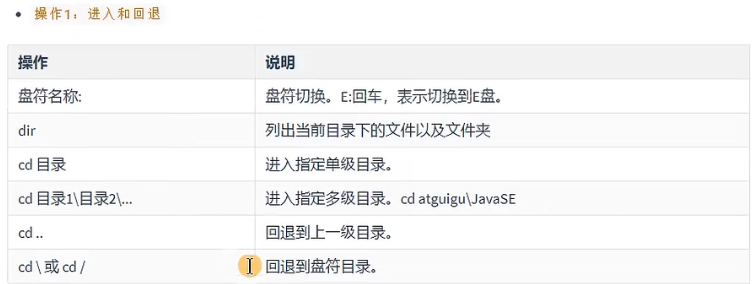 操作1：进入和回退
操作 说明
盘符名称: 盘符切换。E:回车，表示切换到E盘。
dir 列出当前目录下的文件以及文件夹
cd 目录 进入指定单级目录。
cd 目录1\目录2\... 进入指定多级目录。cd atguigu\JavaSE
cd .. 回退到上一级目录。
cd \ 或 cd / 回退到盘符目录。